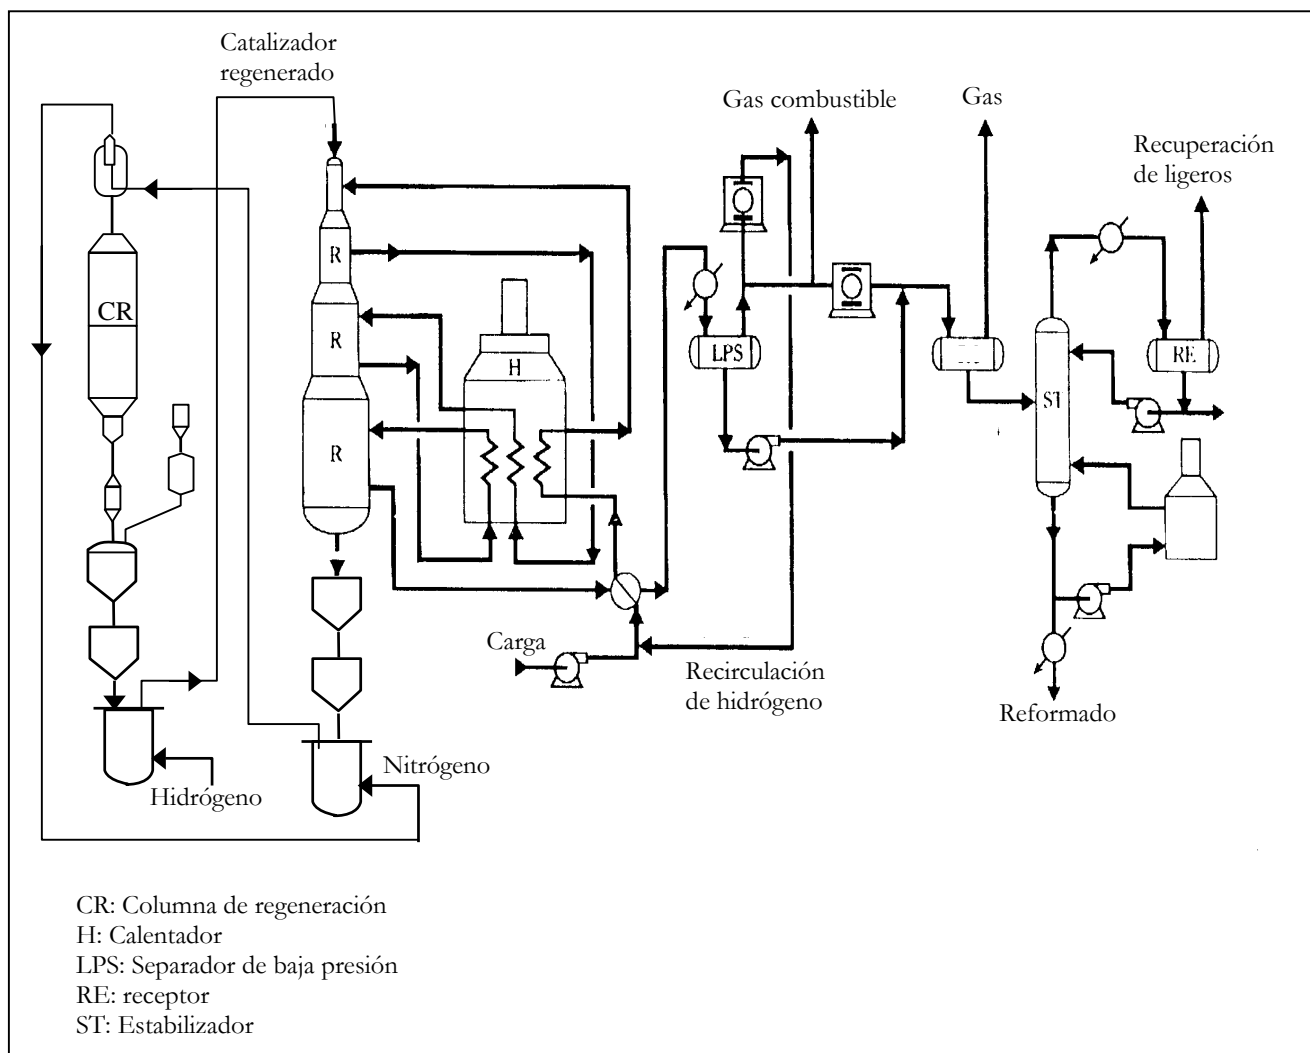 Catalizador
regenerado
Gas combustible
Gas
Recuperación
de ligeros
CR
R
R
R
H
LPS
ST
RE
Carga
Recirculación
de hidrógeno
Reformado
Nitrógeno
Hidrógeno
CR: Columna de regeneración
H: Calentador
LPS: Separador de baja presión
RE: receptor
ST: Estabilizador